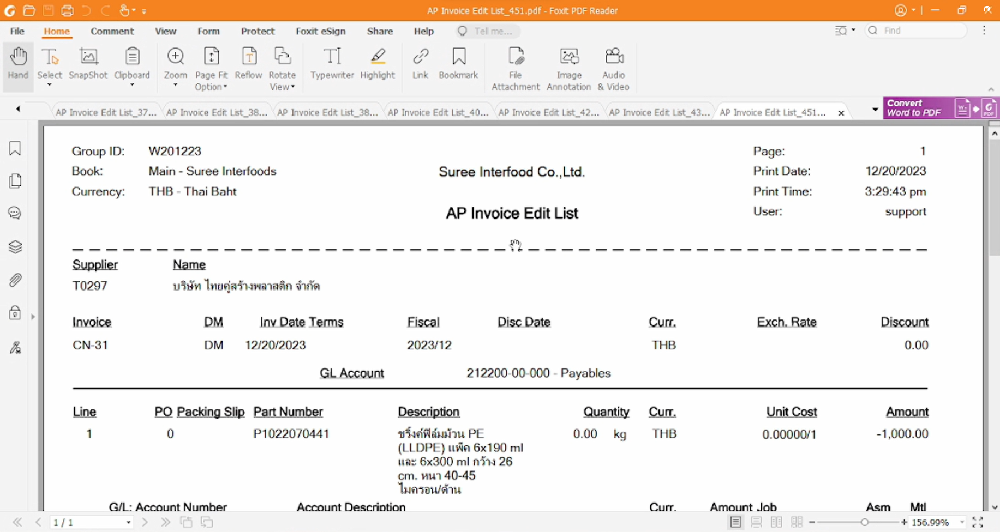 AP Invoice Edit List_451.pdf - Foxit PDF Reader
File Home Comment View Form Protect Foxit eSign Share Help Tell me... Find
Hand Select SnapShot Clipboard Zoom Page Fit Option Reflow Rotate View Typewriter Highlight Link Bookmark File Attachment Image Annotation Audio & Video
AP Invoice Edit List_37... AP Invoice Edit List_38... AP Invoice Edit List_38... AP Invoice Edit List_40... AP Invoice Edit List_42... AP Invoice Edit List_43... AP Invoice Edit List_451... Convert Word to PDF
Group ID: W201223 Page: 1
Book: Main - Suree Interfoods Suree Interfood Co.,Ltd. Print Date: 12/20/2023
Currency: THB - Thai Baht Print Time: 3:29:43 pm
AP Invoice Edit List User: support
Supplier Name
T0297 บริษัท ไทยคู่สร้างพลาสติก จำกัด
Invoice DM Inv Date Terms Fiscal Disc Date Curr. Exch. Rate Discount
CN-31 DM 12/20/2023 2023/12 THB 0.00
GL Account 212200-00-000 - Payables
Line PO Packing Slip Part Number Description Quantity Curr. Unit Cost Amount
1 0 P1022070441 ชริ้งค์ฟิล์มม้วน PE 0.00 kg THB 0.00000/1 -1,000.00
(LLDPE) แพ็ค 6x190 ml
และ 6x300 ml กว้าง 26
cm. หนา 40-45
ไมครอน/ด้าน
G/L: Account Number Account Description Curr. Amount Job Asm Mtl
1 / 1 156.99%